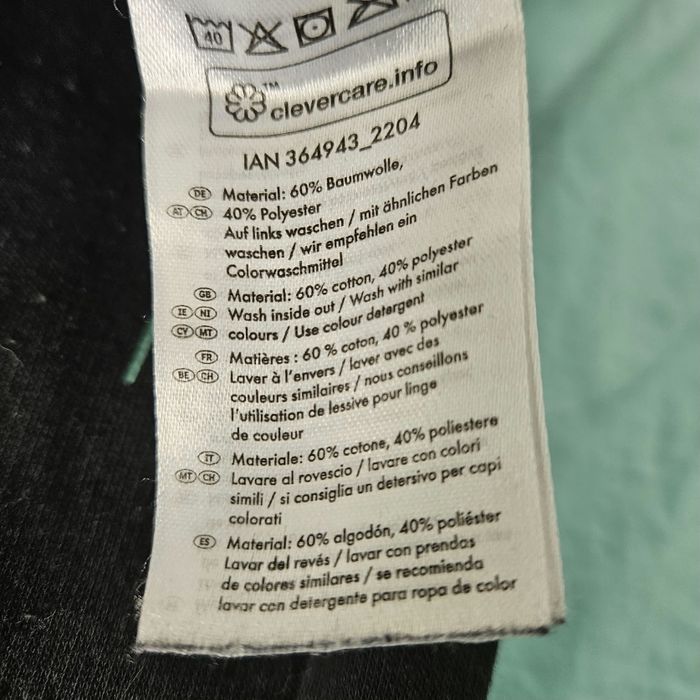 40
clevercare.info™
IAN 364943_2204
DE Material: 60% Baumwolle,
AT CH 40% Polyester
Auf links waschen / mit ähnlichen Farben
waschen / wir empfehlen ein
Colorwaschmittel
GB Material: 60% cotton, 40% polyester
IE NI Wash inside out / Wash with similar
CY MT colours / Use colour detergent
FR Matières : 60 % coton, 40 % polyester
BE CH Laver à l'envers / laver avec des
couleurs similaires / nous conseillons
l'utilisation de lessive pour linge
de couleur
IT Materiale: 60% cotone, 40% poliestere
MT CH Lavare al rovescio / lavare con colori
simili / si consiglia un detersivo per capi
colorati
ES Material: 60% algodón, 40% poliéster
Lavar del revés / lavar con prendas
de colores similares / se recomienda
lavar con detergente para ropa de color